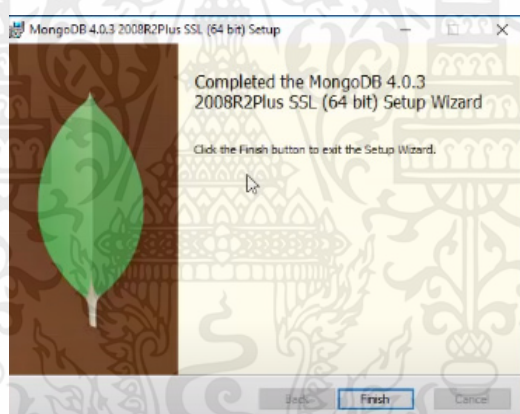 MongoDB 4.0.3 2008R2Plus SSL (64 bit) Setup
Completed the MongoDB 4.0.3
2008R2Plus SSL (64 bit) Setup Wizard
Click the Finish button to exit the Setup Wizard.
Back Finish Cancel